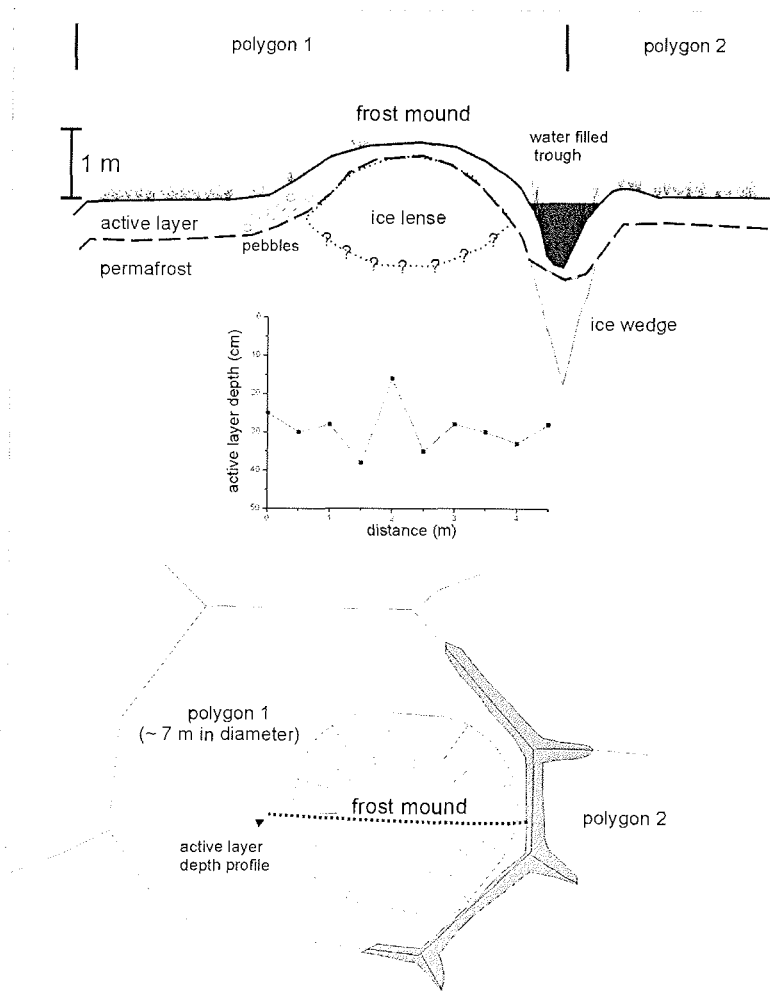 polygon 1
polygon 2
frost mound
water filled
trough
1 m
active layer
ice lense
pebbles
permafrost
? ? ? ? ? ? ?
ice wedge
active layer depth (cm)
0
10
20
30
40
50
0 1 2 3 4
distance (m)
polygon 1
(~ 7 m in diameter)
frost mound
polygon 2
active layer
depth profile